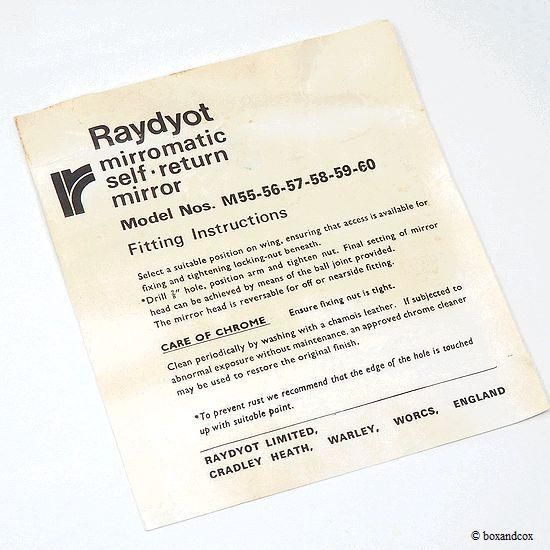 Raydyot
mirromatic
self·return
mirror
Model Nos. M55-56-57-58-59-60
Fitting Instructions
Select a suitable position on wing, ensuring that access is available for
fixing and tightening locking-nut beneath.
*Drill ⅜" hole, position arm and tighten nut. Final setting of mirror
head can be achieved by means of the ball joint provided.
The mirror head is reversable for off or nearside fitting.
Ensure fixing nut is tight.
CARE OF CHROME
Clean periodically by washing with a chamois leather. If subjected to
abnormal exposure without maintenance, an approved chrome cleaner
may be used to restore the original finish.
*To prevent rust we recommend that the edge of the hole is touched
up with suitable paint.
RAYDYOT LIMITED,
CRADLEY HEATH, WARLEY, WORCS, ENGLAND
© boxandcox